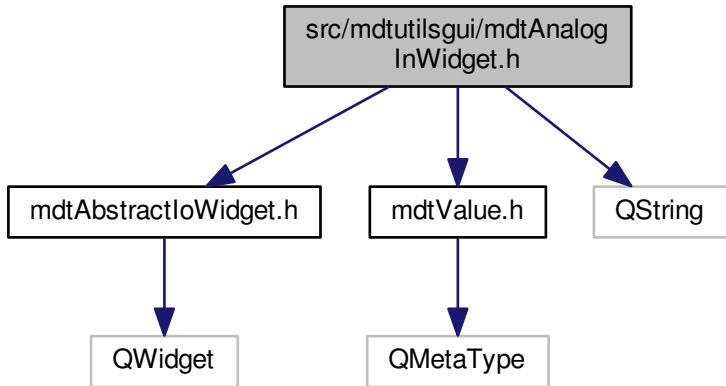 src/mdtutilsgui/mdtAnalog
InWidget.h
mdtAbstractIoWidget.h
mdtValue.h
QString
QWidget
QMetaType